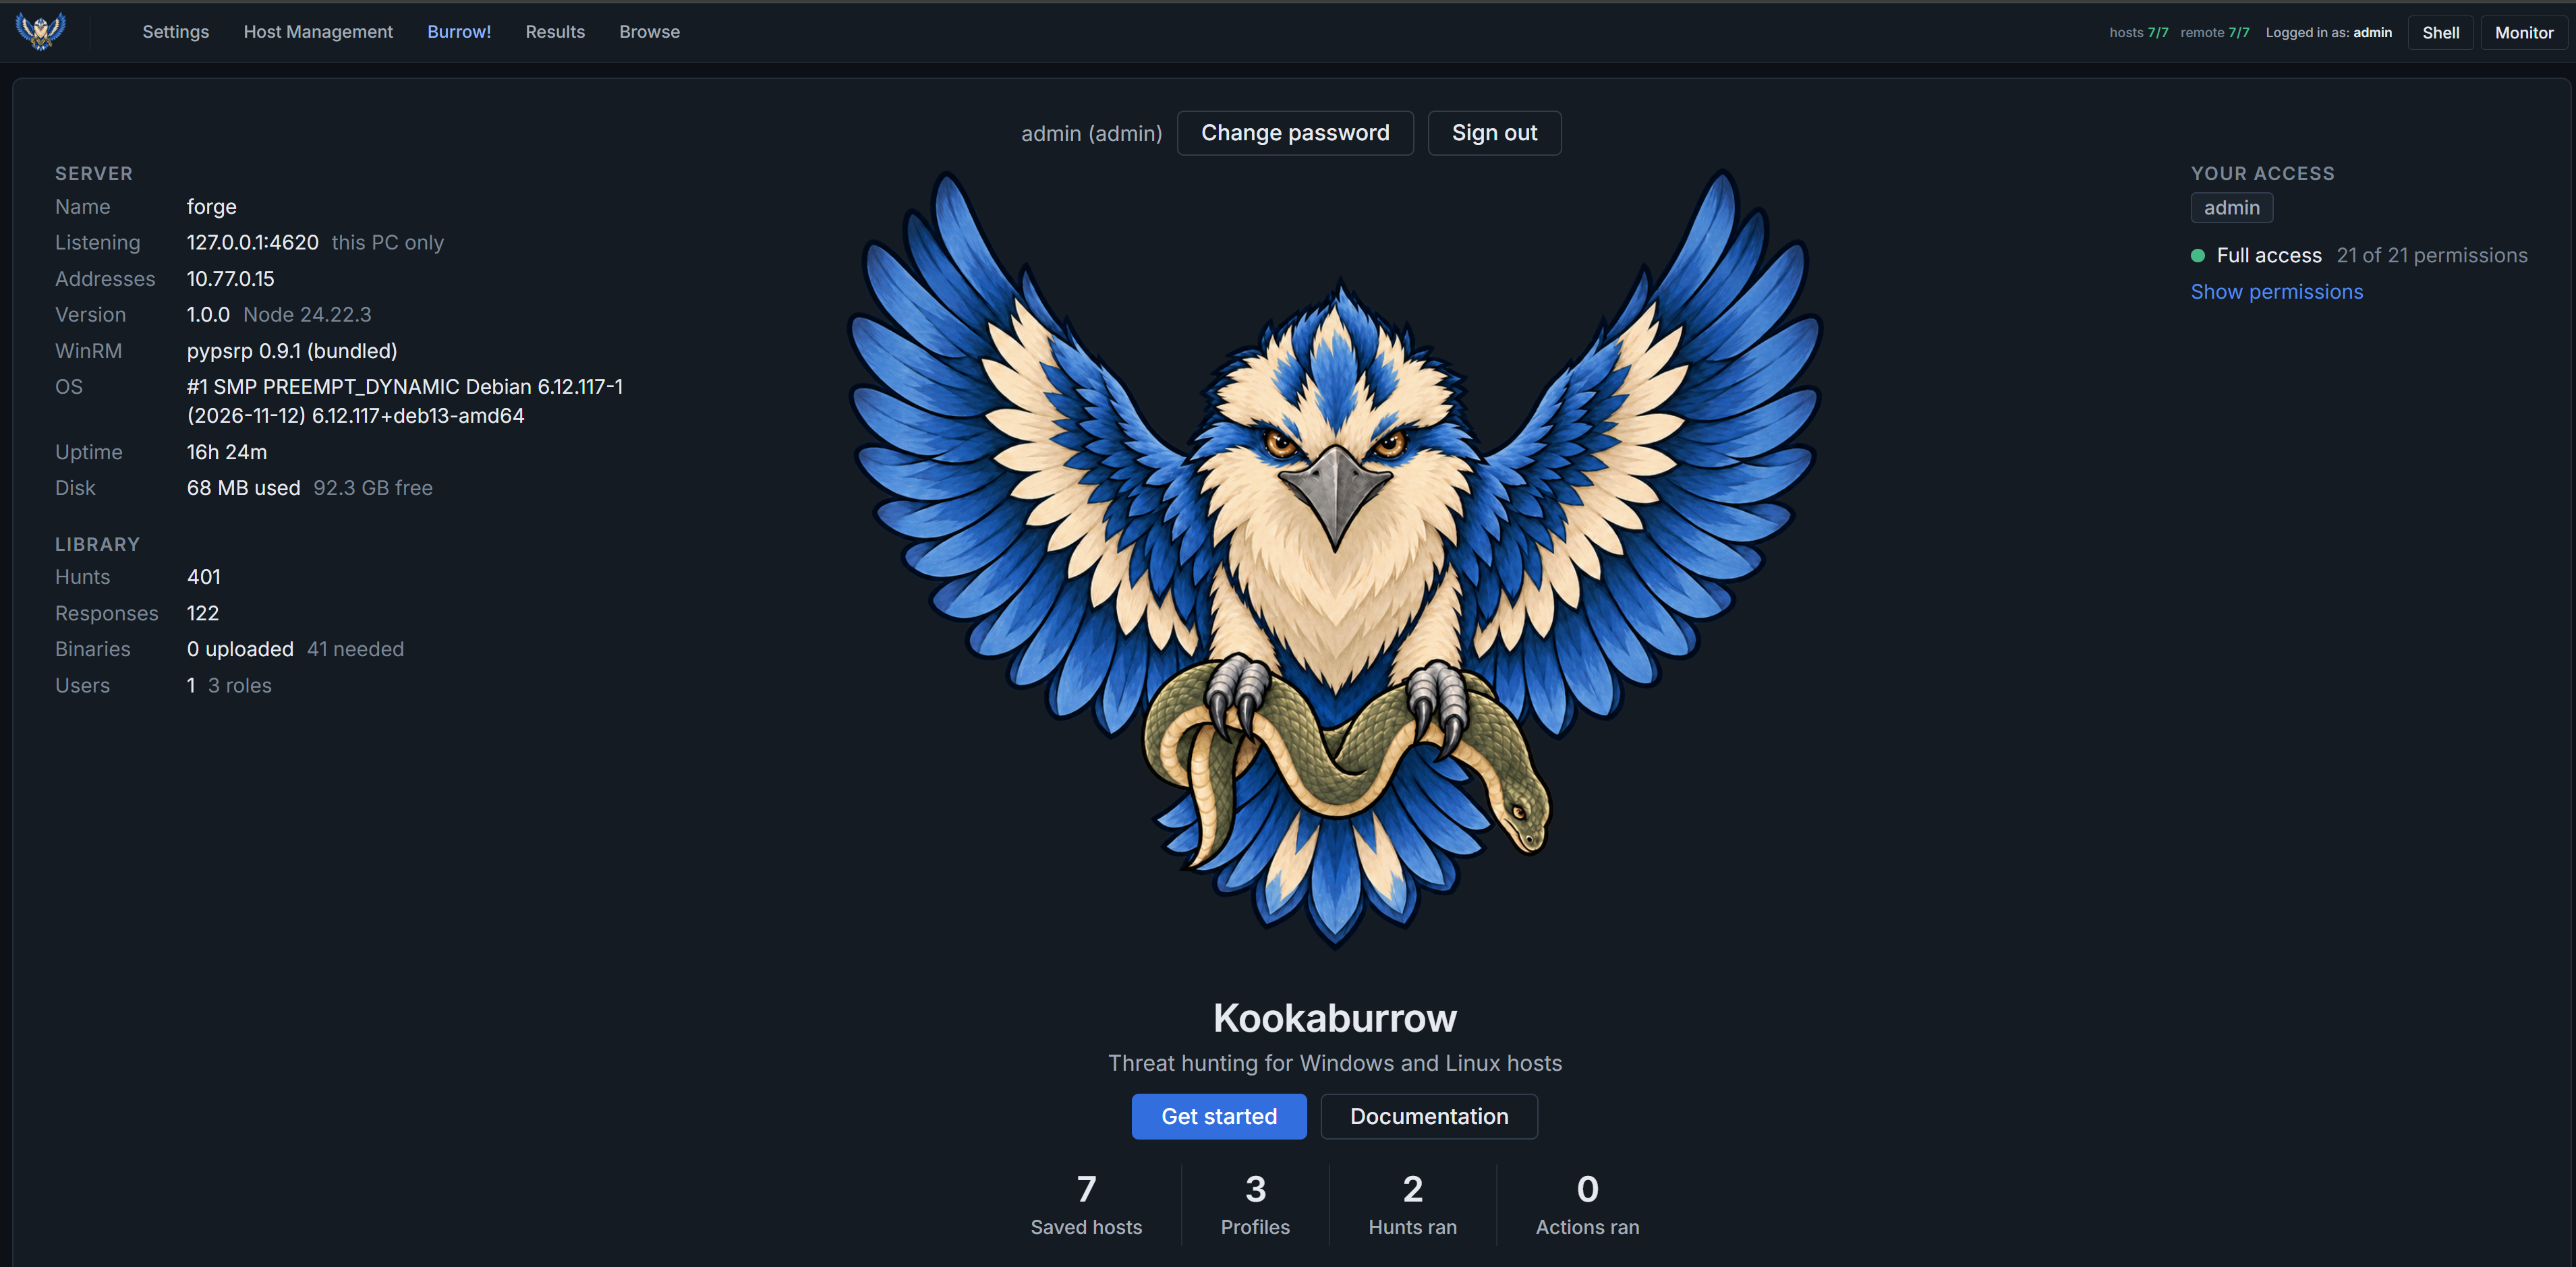 Settings Host Management Burrow! Results Browse hosts 7/7 remote 7/7 Logged in as: admin Shell Monitor
admin (admin) Change password Sign out
SERVER
Name forge
Listening 127.0.0.1:4620 this PC only
Addresses 10.77.0.15
Version 1.0.0 Node 24.22.3
WinRM pypsrp 0.9.1 (bundled)
OS #1 SMP PREEMPT_DYNAMIC Debian 6.12.117-1
(2026-11-12) 6.12.117+deb13-amd64
Uptime 16h 24m
Disk 68 MB used 92.3 GB free
LIBRARY
Hunts 401
Responses 122
Binaries 0 uploaded 41 needed
Users 1 3 roles
YOUR ACCESS
admin
Full access 21 of 21 permissions
Show permissions
Kookaburrow
Threat hunting for Windows and Linux hosts
Get started Documentation
7 3 2 0
Saved hosts Profiles Hunts ran Actions ran